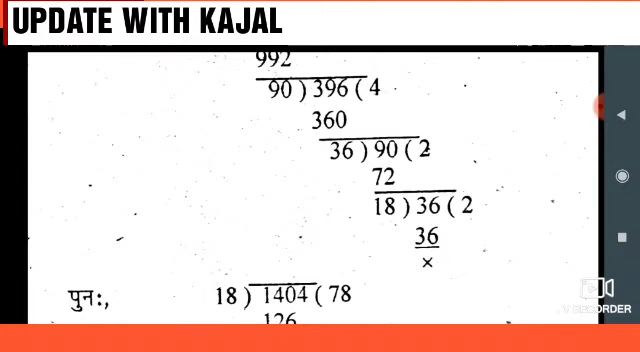 UPDATE WITH KAJAL
992
90 ) 396 ( 4
360
36 ) 90 ( 2
72
18 ) 36 ( 2
36
×
पुन:, 18 ) 1404 ( 78
126